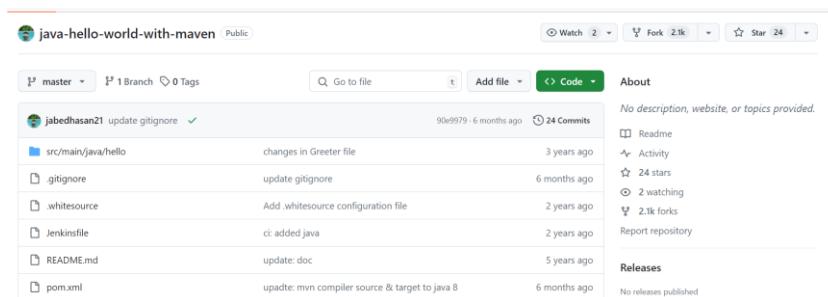 java-hello-world-with-maven Public
Watch 2 Fork 2.1k Star 24
master 1 Branch 0 Tags Go to file t Add file Code
jabedhasan21 update gitignore 90e9979 · 6 months ago 24 Commits
src/main/java/hello changes in Greeter file 3 years ago
.gitignore update gitignore 6 months ago
.whitesource Add .whitesource configuration file 2 years ago
Jenkinsfile ci: added java 2 years ago
README.md update: doc 5 years ago
pom.xml upadte: mvn compiler source & target to java 8 6 months ago
About
No description, website, or topics provided.
Readme
Activity
24 stars
2 watching
2.1k forks
Report repository
Releases
No releases published